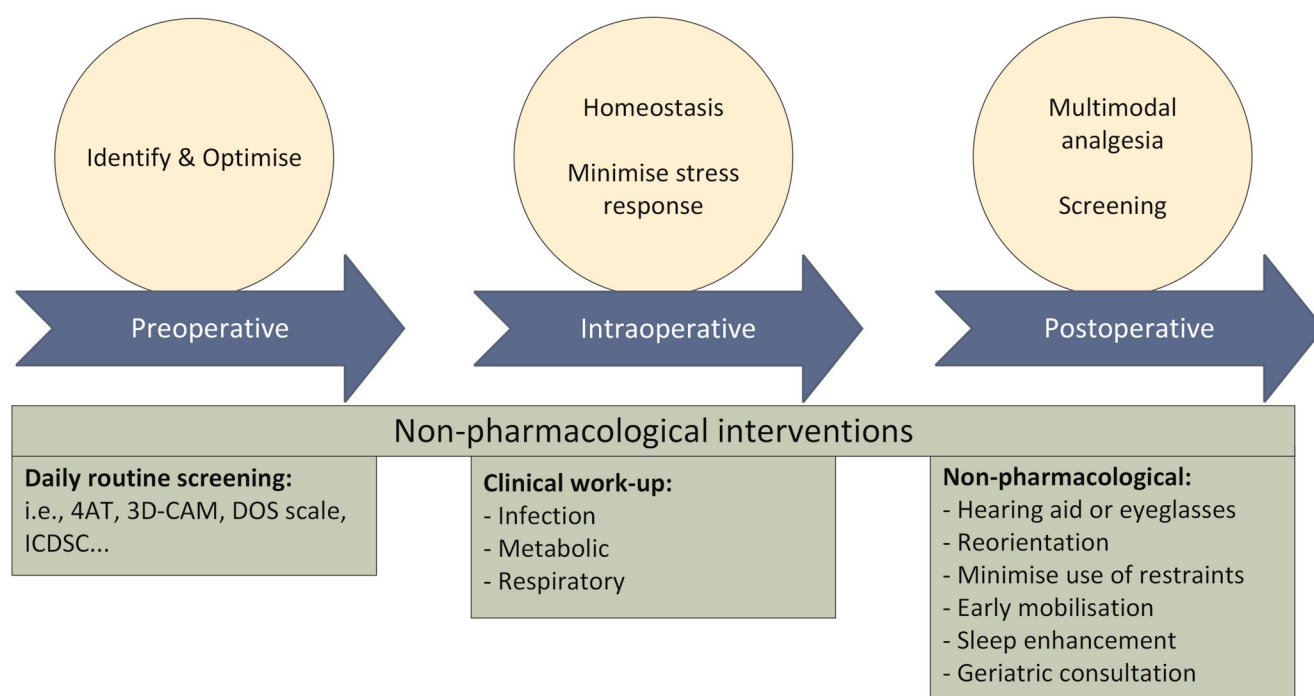 Identify & Optimise
Homeostasis
Minimise stress
response
Multimodal
analgesia
Screening
Preoperative
Intraoperative
Postoperative
Non-pharmacological interventions
Daily routine screening:
i.e., 4AT, 3D-CAM, DOS scale,
ICDSC...
Clinical work-up:
- Infection
- Metabolic
- Respiratory
Non-pharmacological:
- Hearing aid or eyeglasses
- Reorientation
- Minimise use of restraints
- Early mobilisation
- Sleep enhancement
- Geriatric consultation